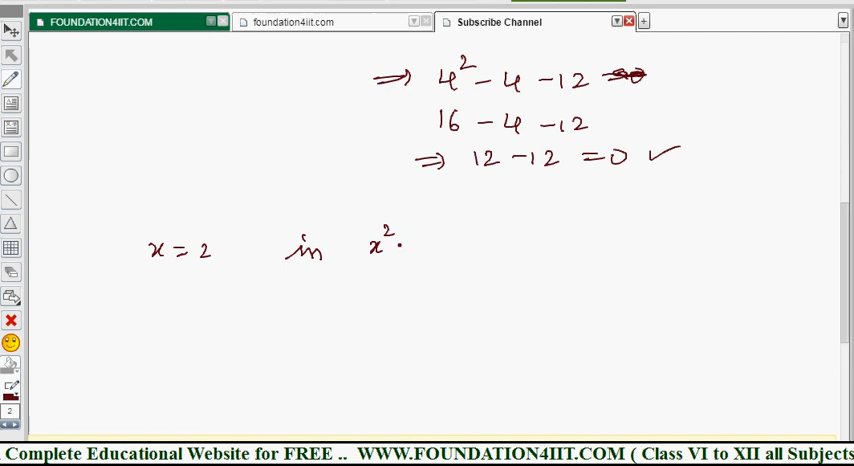 FOUNDATION4IIT.COM
foundation4iit.com
Subscribe Channel
⇒ 4² - 4 - 12
16 - 4 - 12
⇒ 12 - 12 = 0 ✓
x = 2 in x²
2
Complete Educational Website for FREE .. WWW.FOUNDATION4IIT.COM ( Class VI to XII all Subjects